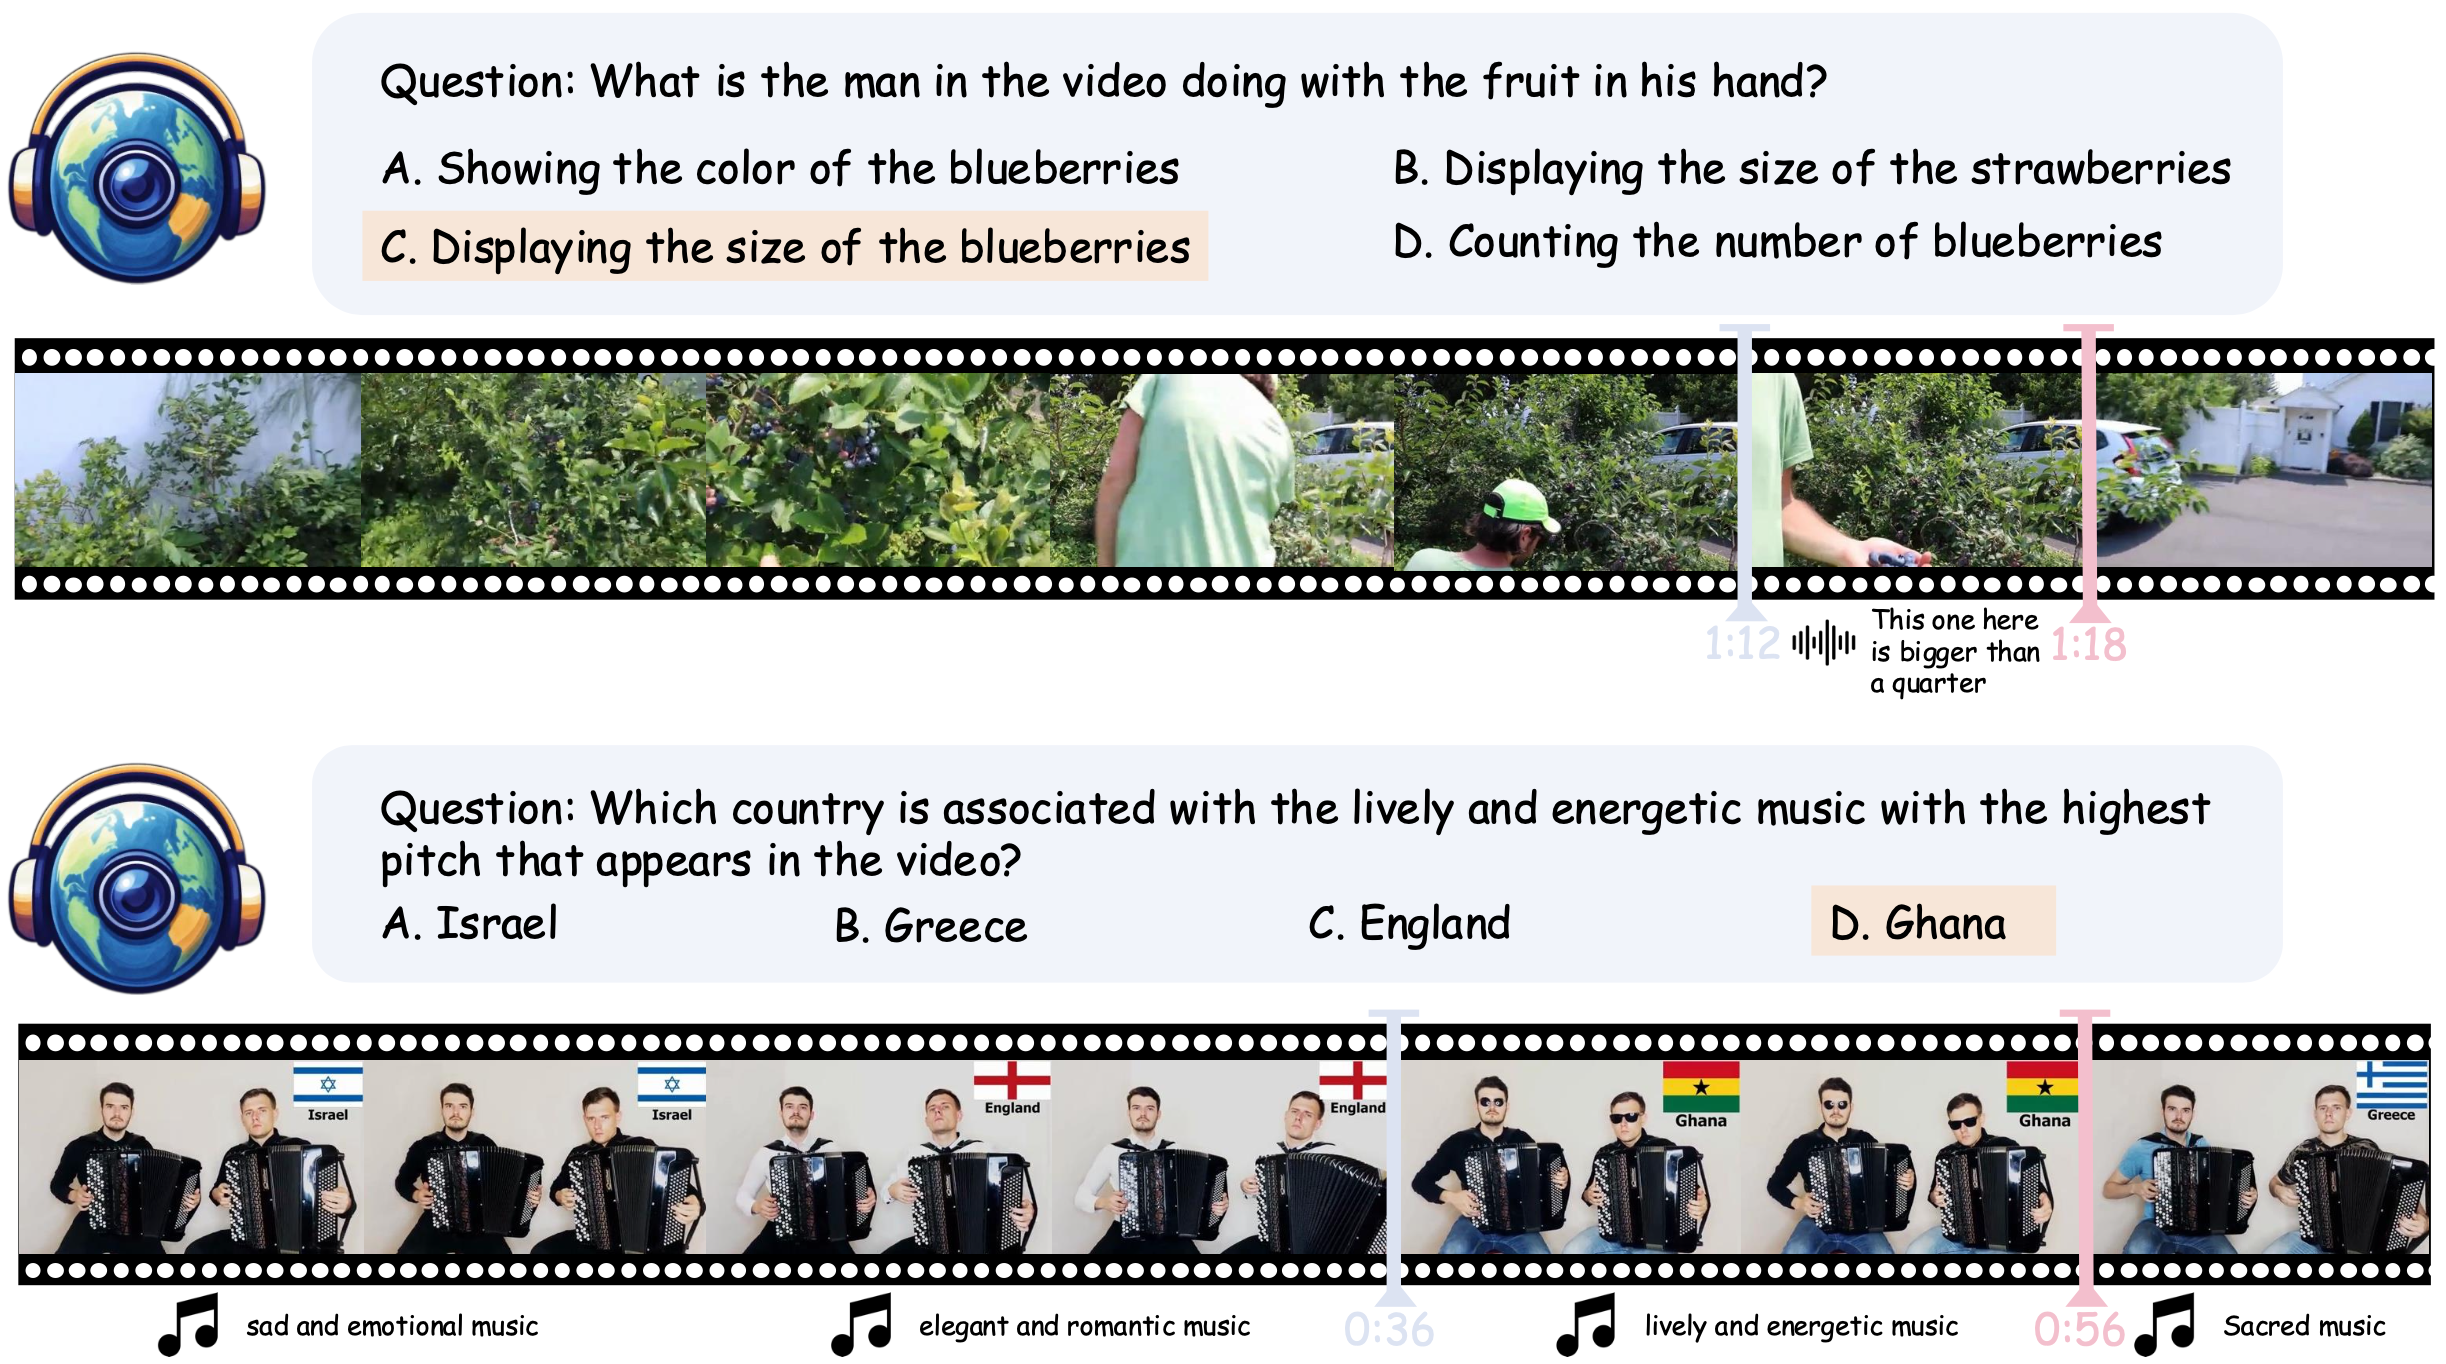 Question: What is the man in the video doing with the fruit in his hand?
A. Showing the color of the blueberries
B. Displaying the size of the strawberries
C. Displaying the size of the blueberries
D. Counting the number of blueberries
1:12
This one here
is bigger than
a quarter
1:18
Question: Which country is associated with the lively and energetic music with the highest
pitch that appears in the video?
A. Israel
B. Greece
C. England
D. Ghana
Israel
Israel
England
England
Ghana
Ghana
Greece
sad and emotional music
elegant and romantic music
0:36
lively and energetic music
0:56
Sacred music